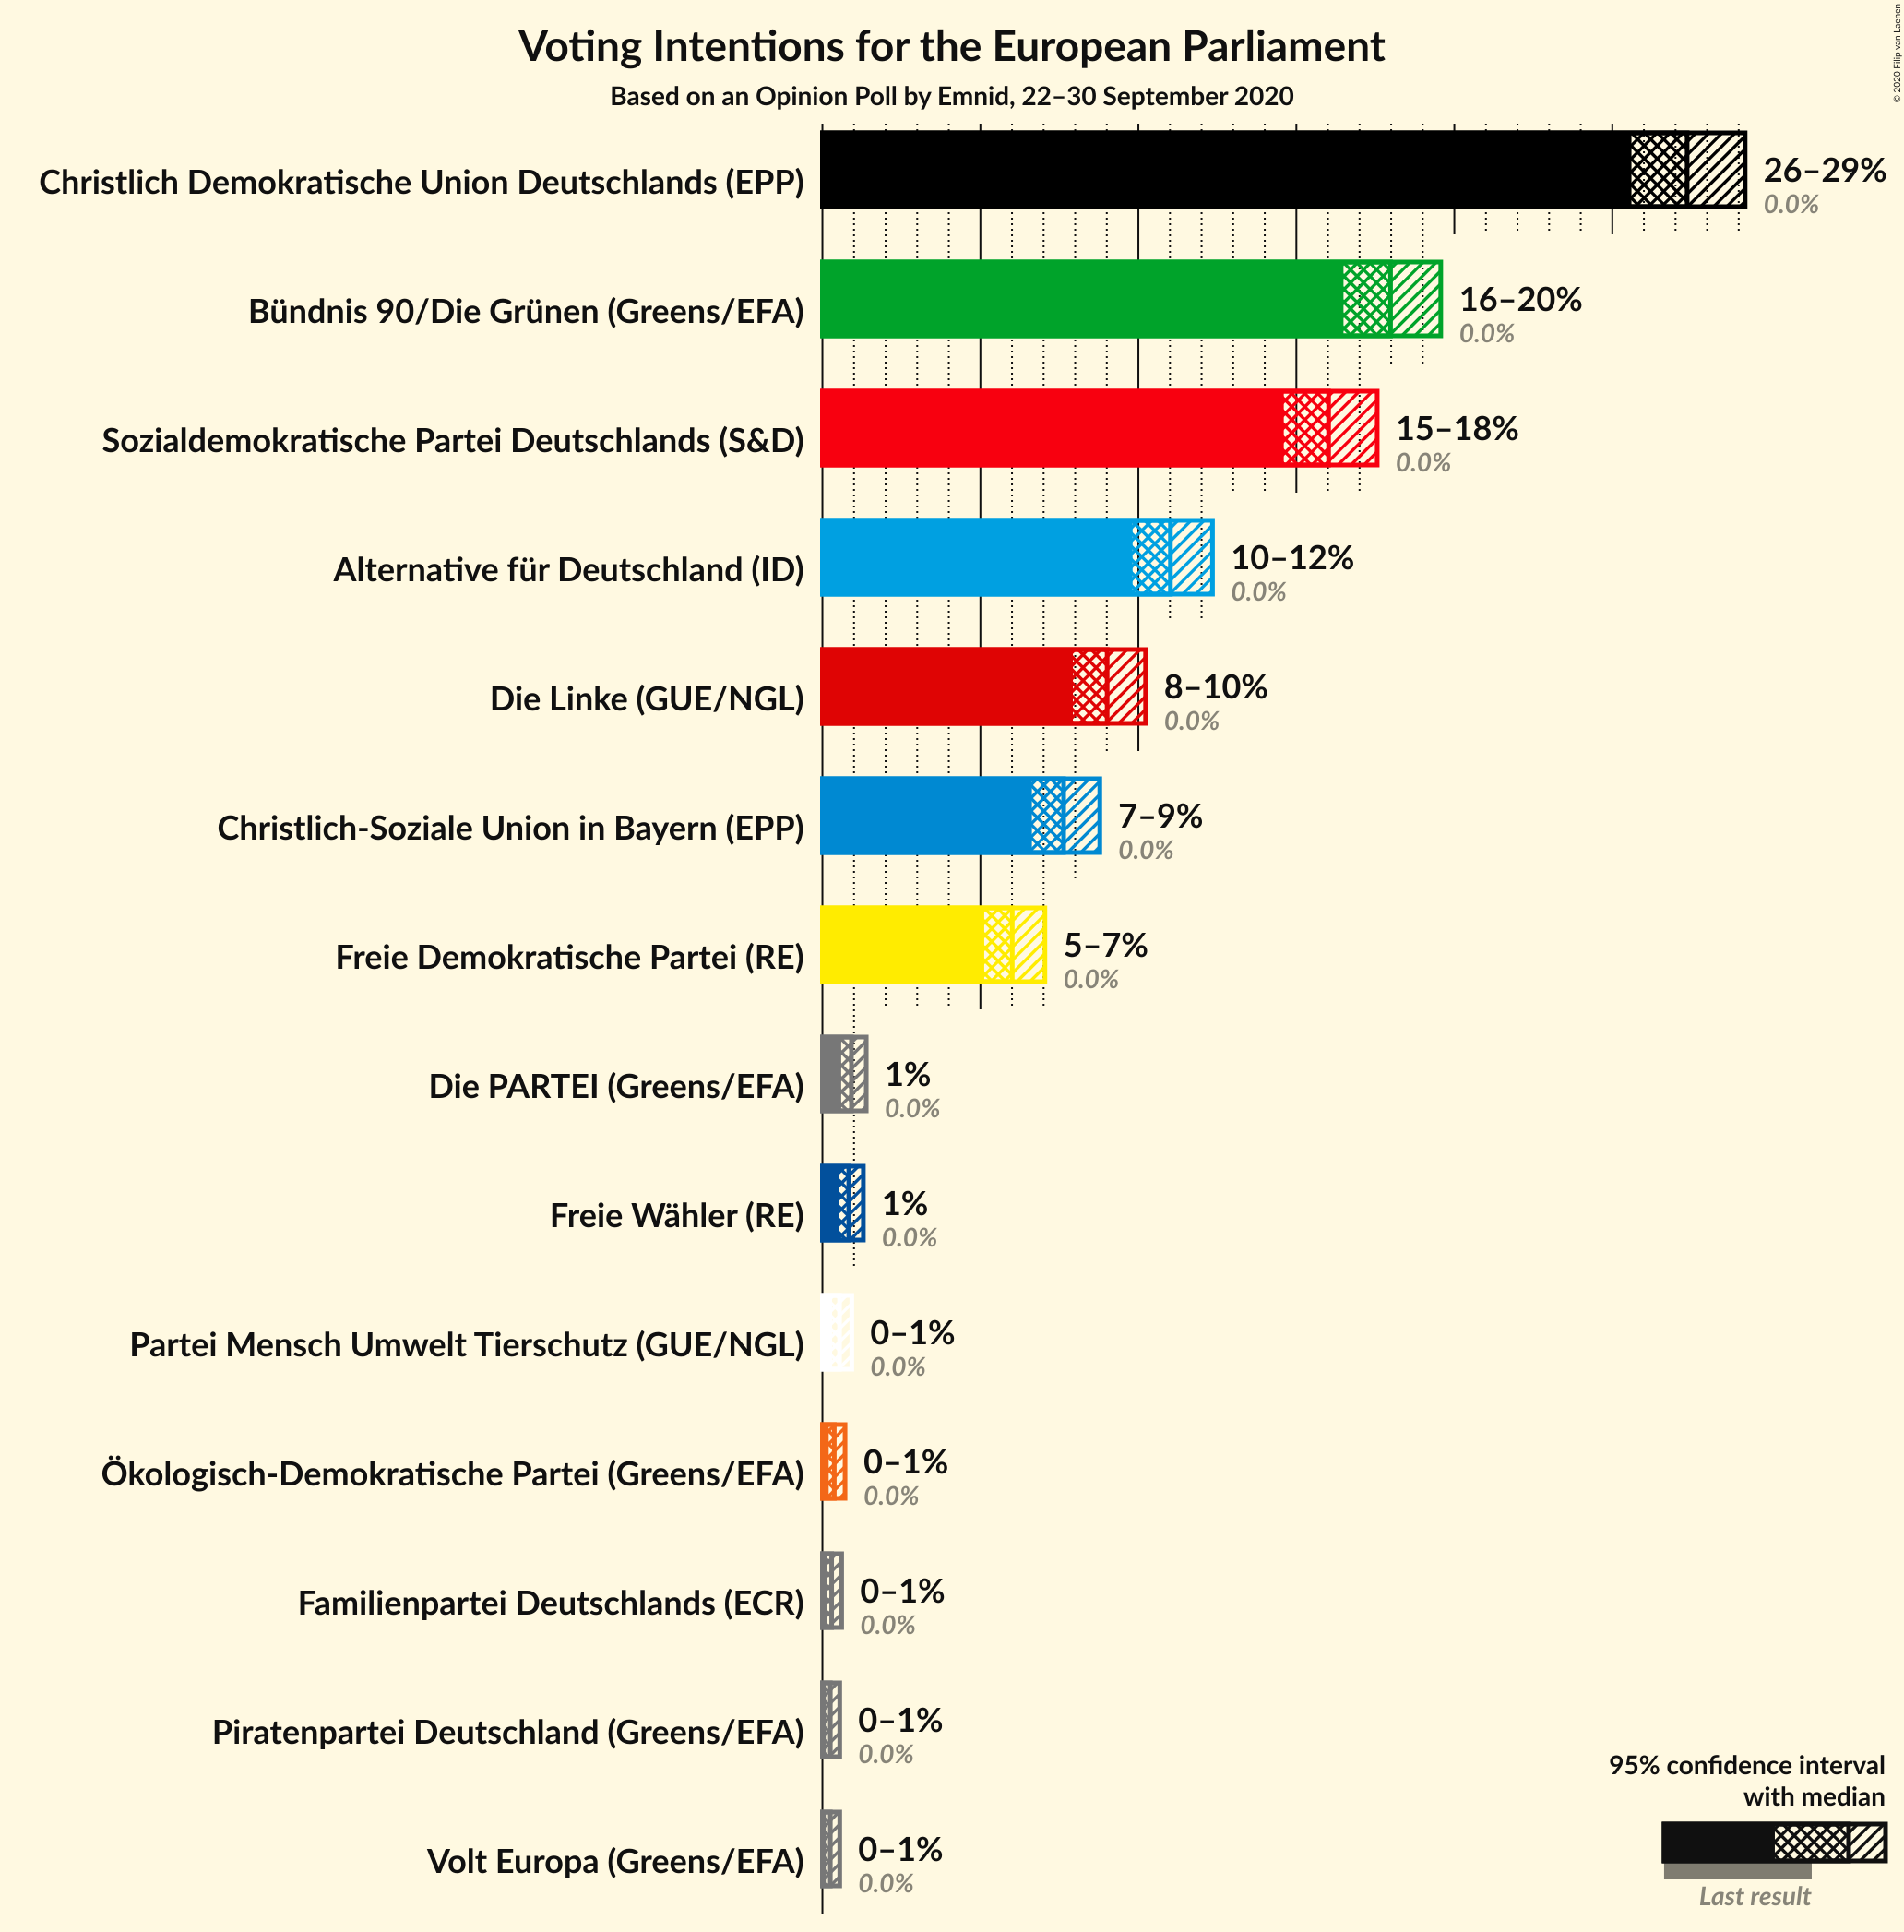 Voting Intentions for the European Parliament
Based on an Opinion Poll by Emnid, 22–30 September 2020
© 2020 Filip van Laenen
Christlich Demokratische Union Deutschlands (EPP)
26–29%
0.0%
Bündnis 90/Die Grünen (Greens/EFA)
16–20%
0.0%
Sozialdemokratische Partei Deutschlands (S&D)
15–18%
0.0%
Alternative für Deutschland (ID)
10–12%
0.0%
Die Linke (GUE/NGL)
8–10%
0.0%
Christlich-Soziale Union in Bayern (EPP)
7–9%
0.0%
Freie Demokratische Partei (RE)
5–7%
0.0%
Die PARTEI (Greens/EFA)
1%
0.0%
Freie Wähler (RE)
1%
0.0%
Partei Mensch Umwelt Tierschutz (GUE/NGL)
0–1%
0.0%
Ökologisch-Demokratische Partei (Greens/EFA)
0–1%
0.0%
Familienpartei Deutschlands (ECR)
0–1%
0.0%
Piratenpartei Deutschland (Greens/EFA)
0–1%
0.0%
Volt Europa (Greens/EFA)
0–1%
0.0%
95% confidence interval
with median
Last result